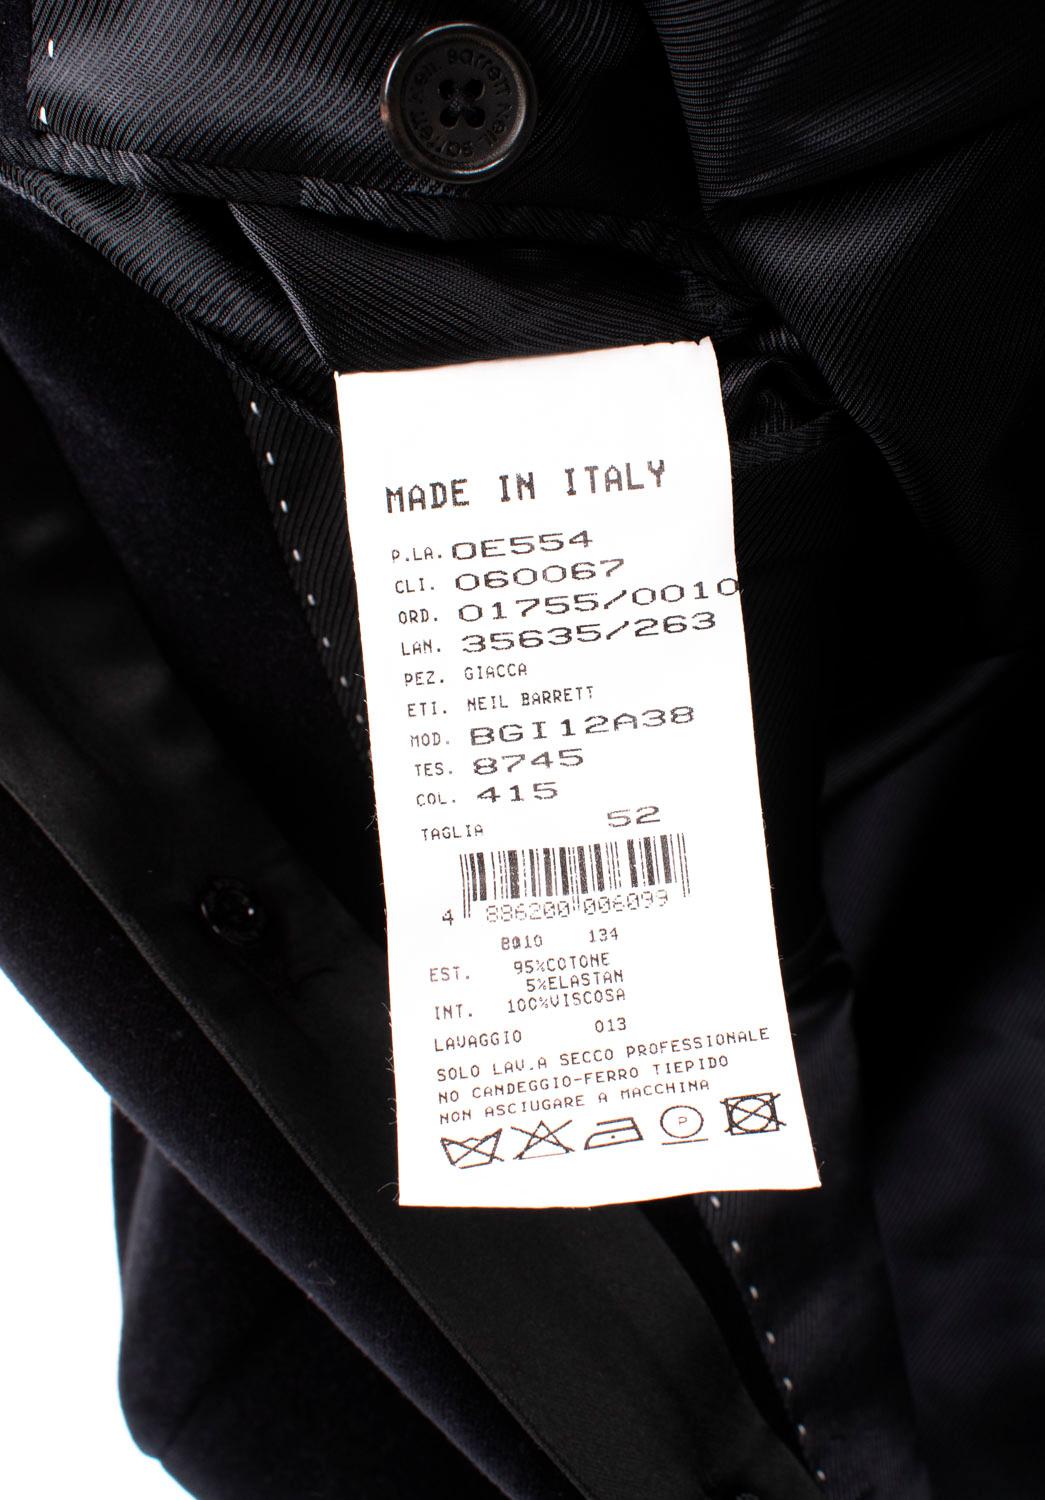 neil barrett neil barrett
MADE IN ITALY
P.LA. 0E554
CLI. 060067
ORD. 01755/0010
LAN. 35635/263
PEZ. GIACCA
ETI. NEIL BARRETT
MOD. BGI12A38
TES. 8745
COL. 415
TAGLIA 52
4 886200 006099
134
EST. 95%COTONE
5%ELASTAN
INT. 100%VISCOSA
LAVAGGIO 013
SOLO LAV.A SECCO PROFESSIONALE
NO CANDEGGIO-FERRO TIEPIDO
NON ASCIUGARE A MACCHINA
P